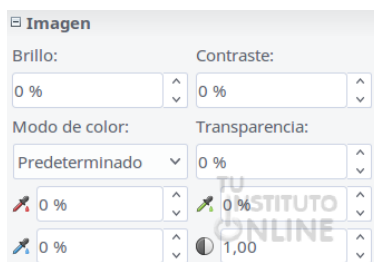 Imagen
Brillo: Contraste:
0 % 0 %
Modo de color: Transparencia:
Predeterminado 0 %
0 % 0 %
0 % 1,00
TU
INSTITUTO
ONLINE